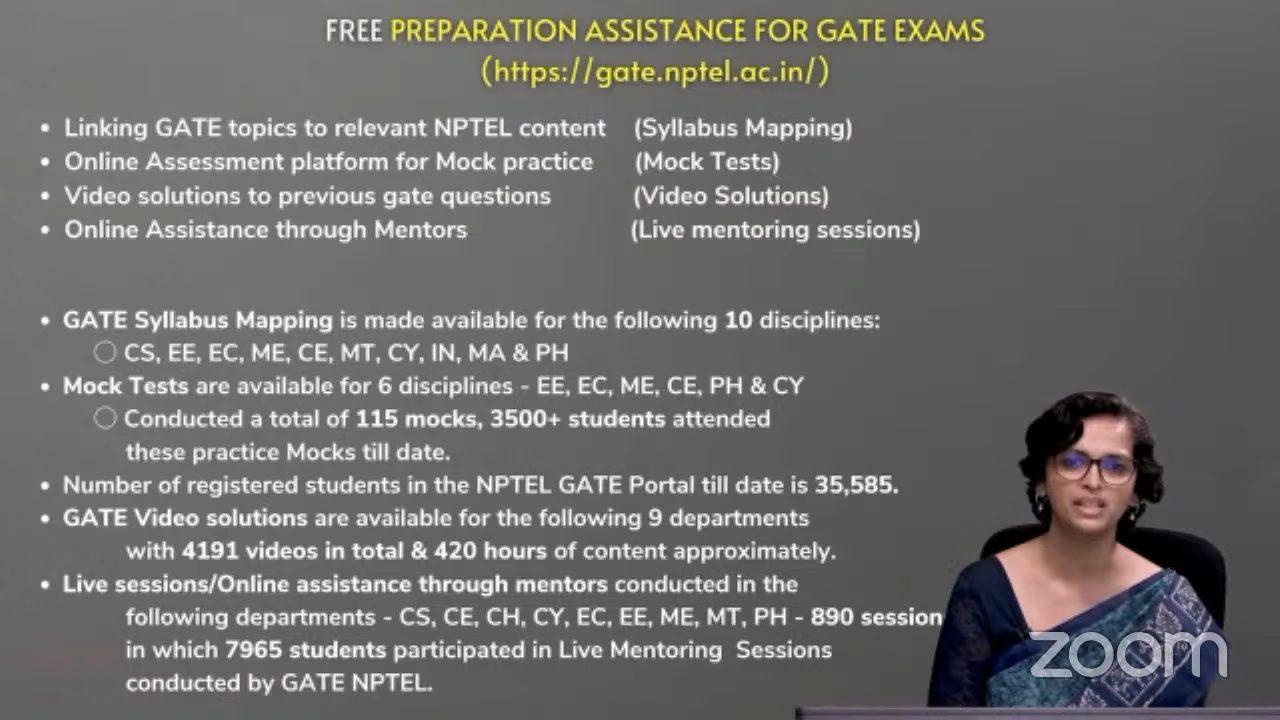 FREE PREPARATION ASSISTANCE FOR GATE EXAMS
(https://gate.nptel.ac.in/)
• Linking GATE topics to relevant NPTEL content (Syllabus Mapping)
• Online Assessment platform for Mock practice (Mock Tests)
• Video solutions to previous gate questions (Video Solutions)
• Online Assistance through Mentors (Live mentoring sessions)
• GATE Syllabus Mapping is made available for the following 10 disciplines:
○ CS, EE, EC, ME, CE, MT, CY, IN, MA & PH
• Mock Tests are available for 6 disciplines - EE, EC, ME, CE, PH & CY
○ Conducted a total of 115 mocks, 3500+ students attended
these practice Mocks till date.
• Number of registered students in the NPTEL GATE Portal till date is 35,585.
• GATE Video solutions are available for the following 9 departments
with 4191 videos in total & 420 hours of content approximately.
• Live sessions/Online assistance through mentors conducted in the
following departments - CS, CE, CH, CY, EC, EE, ME, MT, PH - 890 session
in which 7965 students participated in Live Mentoring Sessions
conducted by GATE NPTEL.
zoom